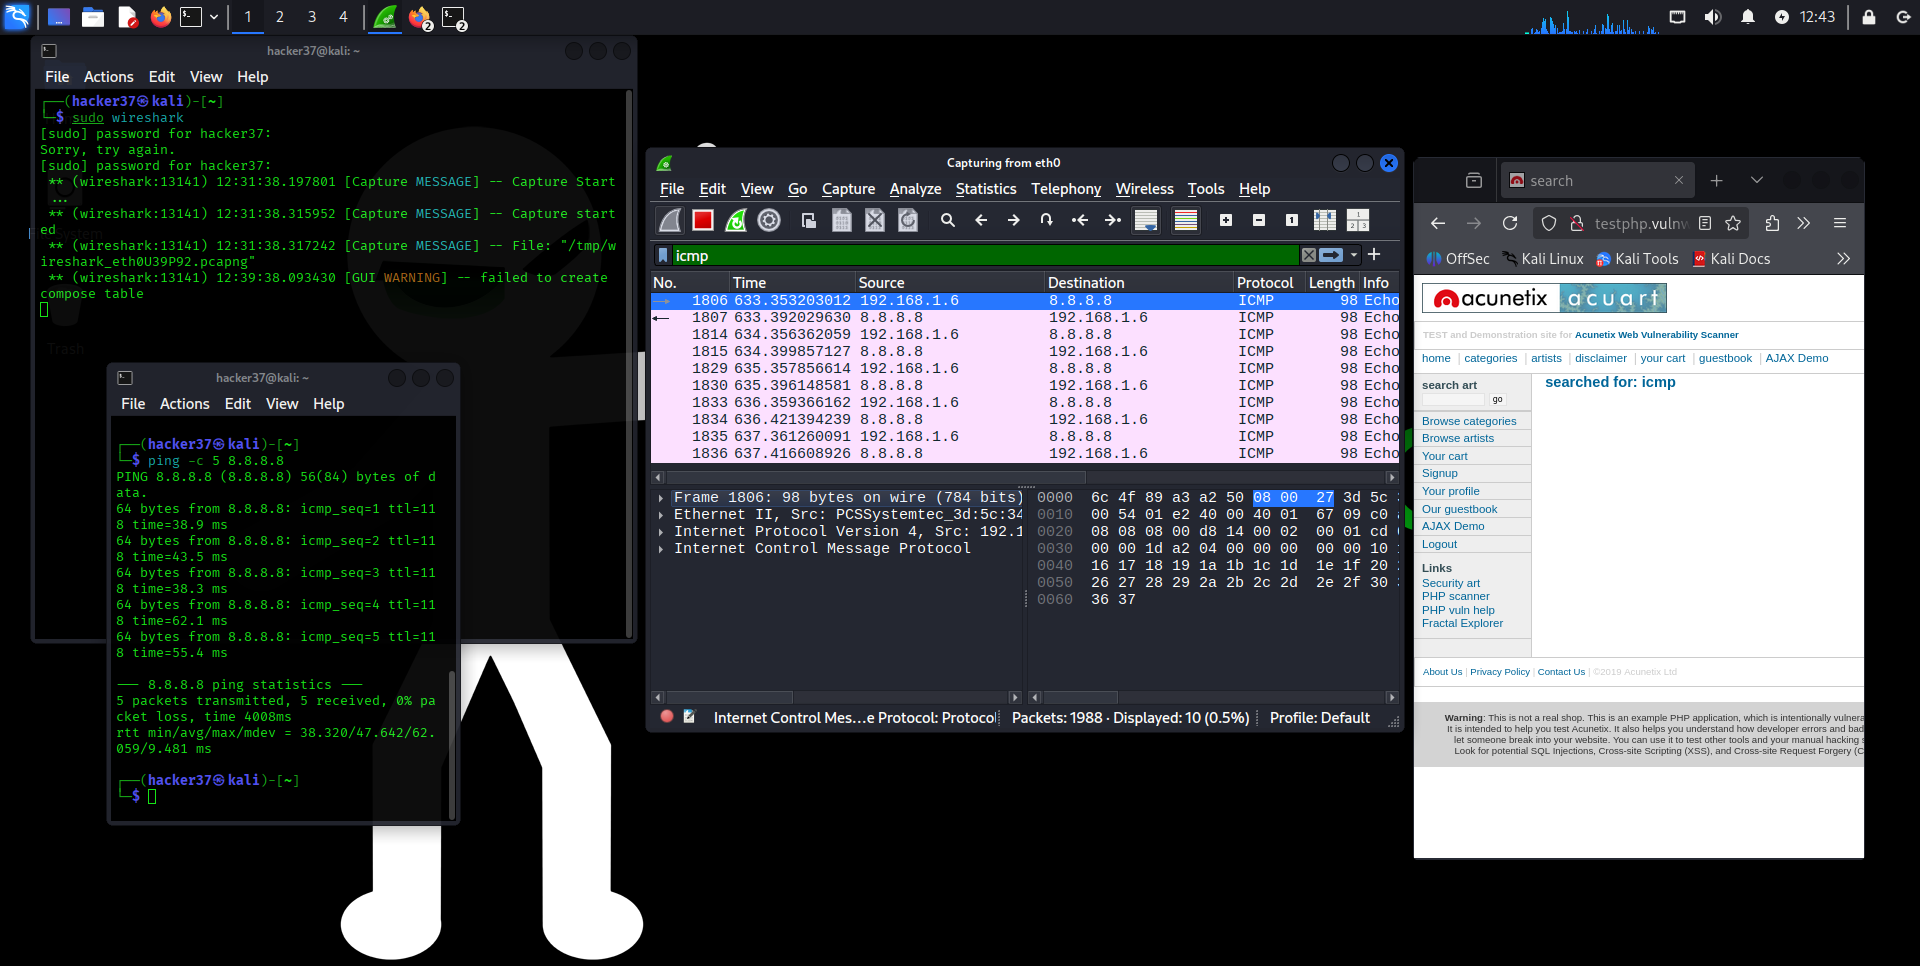 1 2 3 4
2 2
12:43
hacker37@kali: ~
File Actions Edit View Help
┌──(hacker37㉿kali)-[~]
└─$ sudo wireshark
[sudo] password for hacker37:
Sorry, try again.
[sudo] password for hacker37:
** (wireshark:13141) 12:31:38.197801 [Capture MESSAGE] -- Capture Start
...
** (wireshark:13141) 12:31:38.315952 [Capture MESSAGE] -- Capture start
ed
** (wireshark:13141) 12:31:38.317242 [Capture MESSAGE] -- File: "/tmp/w
ireshark_eth0U39P92.pcapng"
** (wireshark:13141) 12:39:38.093430 [GUI WARNING] -- failed to create
compose table
Trash
hacker37@kali: ~
File Actions Edit View Help
┌──(hacker37㉿kali)-[~]
└─$ ping -c 5 8.8.8.8
PING 8.8.8.8 (8.8.8.8) 56(84) bytes of d
ata.
64 bytes from 8.8.8.8: icmp_seq=1 ttl=11
8 time=38.9 ms
64 bytes from 8.8.8.8: icmp_seq=2 ttl=11
8 time=43.5 ms
64 bytes from 8.8.8.8: icmp_seq=3 ttl=11
8 time=38.3 ms
64 bytes from 8.8.8.8: icmp_seq=4 ttl=11
8 time=62.1 ms
64 bytes from 8.8.8.8: icmp_seq=5 ttl=11
8 time=55.4 ms
--- 8.8.8.8 ping statistics ---
5 packets transmitted, 5 received, 0% pa
cket loss, time 4008ms
rtt min/avg/max/mdev = 38.320/47.642/62.
059/9.481 ms
┌──(hacker37㉿kali)-[~]
└─$
Capturing from eth0
File Edit View Go Capture Analyze Statistics Telephony Wireless Tools Help
icmp
No. Time Source Destination Protocol Length Info
1806 633.353203012 192.168.1.6 8.8.8.8 ICMP 98 Echo
1807 633.392029630 8.8.8.8 192.168.1.6 ICMP 98 Echo
1814 634.356362059 192.168.1.6 8.8.8.8 ICMP 98 Echo
1815 634.399857127 8.8.8.8 192.168.1.6 ICMP 98 Echo
1829 635.357856614 192.168.1.6 8.8.8.8 ICMP 98 Echo
1830 635.396148581 8.8.8.8 192.168.1.6 ICMP 98 Echo
1833 636.359366162 192.168.1.6 8.8.8.8 ICMP 98 Echo
1834 636.421394239 8.8.8.8 192.168.1.6 ICMP 98 Echo
1835 637.361260091 192.168.1.6 8.8.8.8 ICMP 98 Echo
1836 637.416608926 8.8.8.8 192.168.1.6 ICMP 98 Echo
Frame 1806: 98 bytes on wire (784 bits)
Ethernet II, Src: PCSSystemtec_3d:5c:34
Internet Protocol Version 4, Src: 192.1
Internet Control Message Protocol
0000 6c 4f 89 a3 a2 50 08 00 27 3d 5c
0010 00 54 01 e2 40 00 40 01 67 09 c0
0020 08 08 08 00 d8 14 00 02 00 01 cd
0030 00 00 1d a2 04 00 00 00 00 00 10
0040 16 17 18 19 1a 1b 1c 1d 1e 1f 20
0050 26 27 28 29 2a 2b 2c 2d 2e 2f 30
0060 36 37
Internet Control Mes...e Protocol: Protocol Packets: 1988 · Displayed: 10 (0.5%) Profile: Default
search
testphp.vulnw
OffSec Kali Linux Kali Tools Kali Docs
acunetix acuart
TEST and Demonstration site for Acunetix Web Vulnerability Scanner
home | categories | artists | disclaimer | your cart | guestbook | AJAX Demo
search art
go
Browse categories
Browse artists
Your cart
Signup
Your profile
Our guestbook
AJAX Demo
Logout
Links
Security art
PHP scanner
PHP vuln help
Fractal Explorer
searched for: icmp
About Us | Privacy Policy | Contact Us | ©2019 Acunetix Ltd
Warning: This is not a real shop. This is an example PHP application, which is intentionally vulnera
It is intended to help you test Acunetix. It also helps you understand how developer errors and bad
let someone break into your website. You can use it to test other tools and your manual hacking s
Look for potential SQL Injections, Cross-site Scripting (XSS), and Cross-site Request Forgery (C